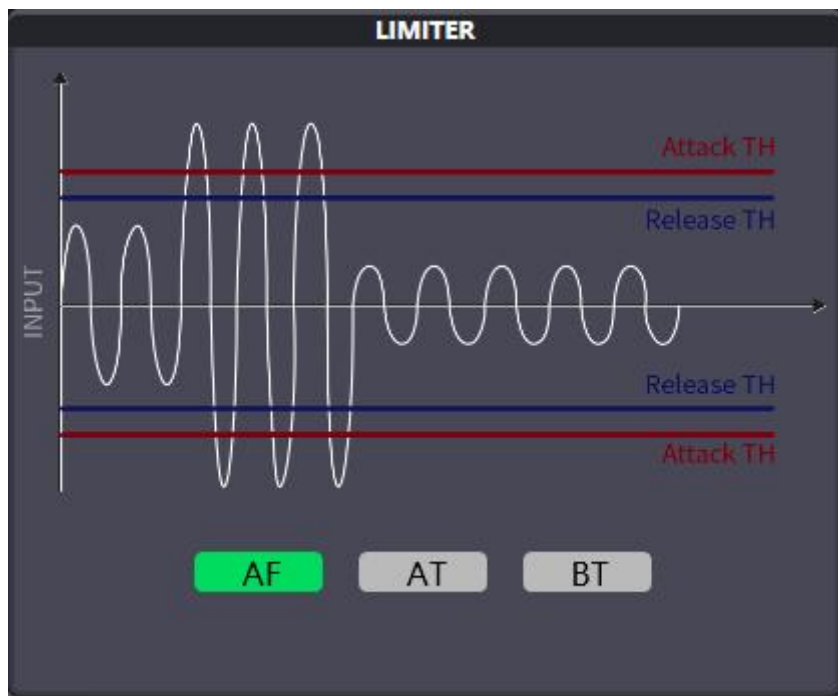 LIMITER
Attack TH
Release TH
INPUT
Release TH
Attack TH
AF AT BT